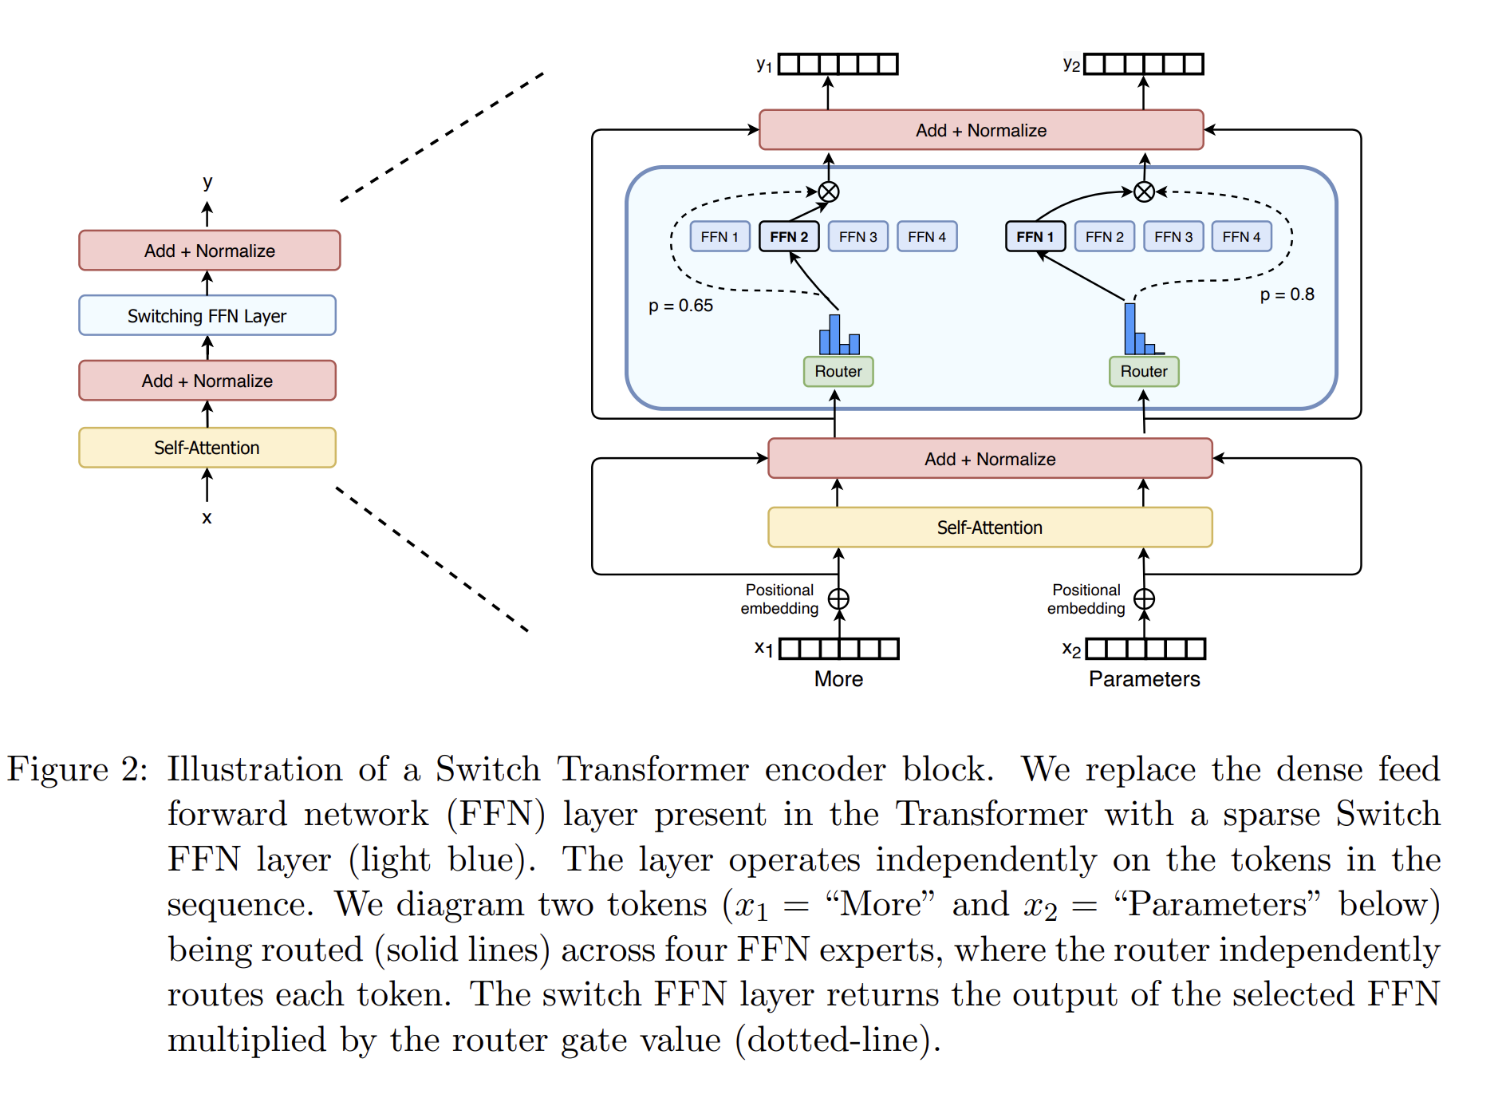 y
Add + Normalize
Switching FFN Layer
Add + Normalize
Self-Attention
x
y1
y2
Add + Normalize
FFN 1 FFN 2 FFN 3 FFN 4
FFN 1 FFN 2 FFN 3 FFN 4
p = 0.65
p = 0.8
Router
Router
Add + Normalize
Self-Attention
Positional
embedding
Positional
embedding
x1
x2
More
Parameters
Figure 2: Illustration of a Switch Transformer encoder block. We replace the dense feed
forward network (FFN) layer present in the Transformer with a sparse Switch
FFN layer (light blue). The layer operates independently on the tokens in the
sequence. We diagram two tokens (x1 = “More” and x2 = “Parameters” below)
being routed (solid lines) across four FFN experts, where the router independently
routes each token. The switch FFN layer returns the output of the selected FFN
multiplied by the router gate value (dotted-line).